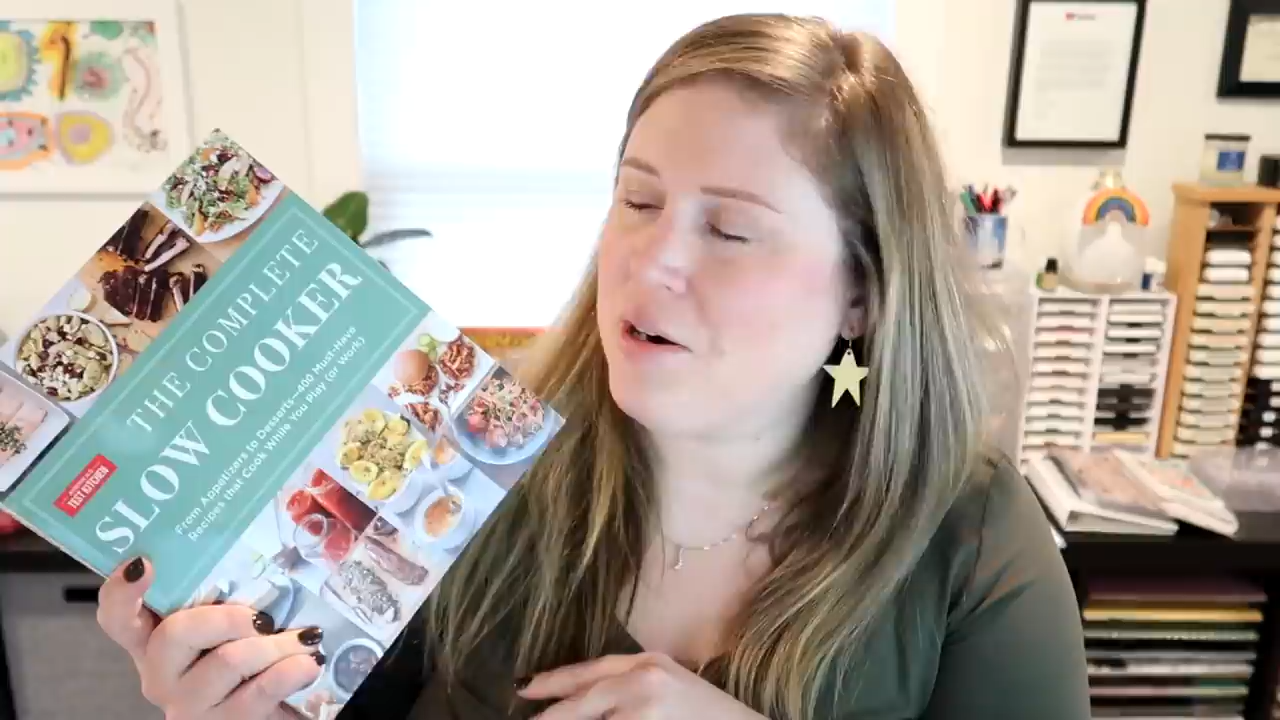 THE COMPLETE
SLOW COOKER
From Appetizers to Desserts—400 Must-Have
Recipes that Cook While You Play (or Work)
AMERICA'S
TEST KITCHEN